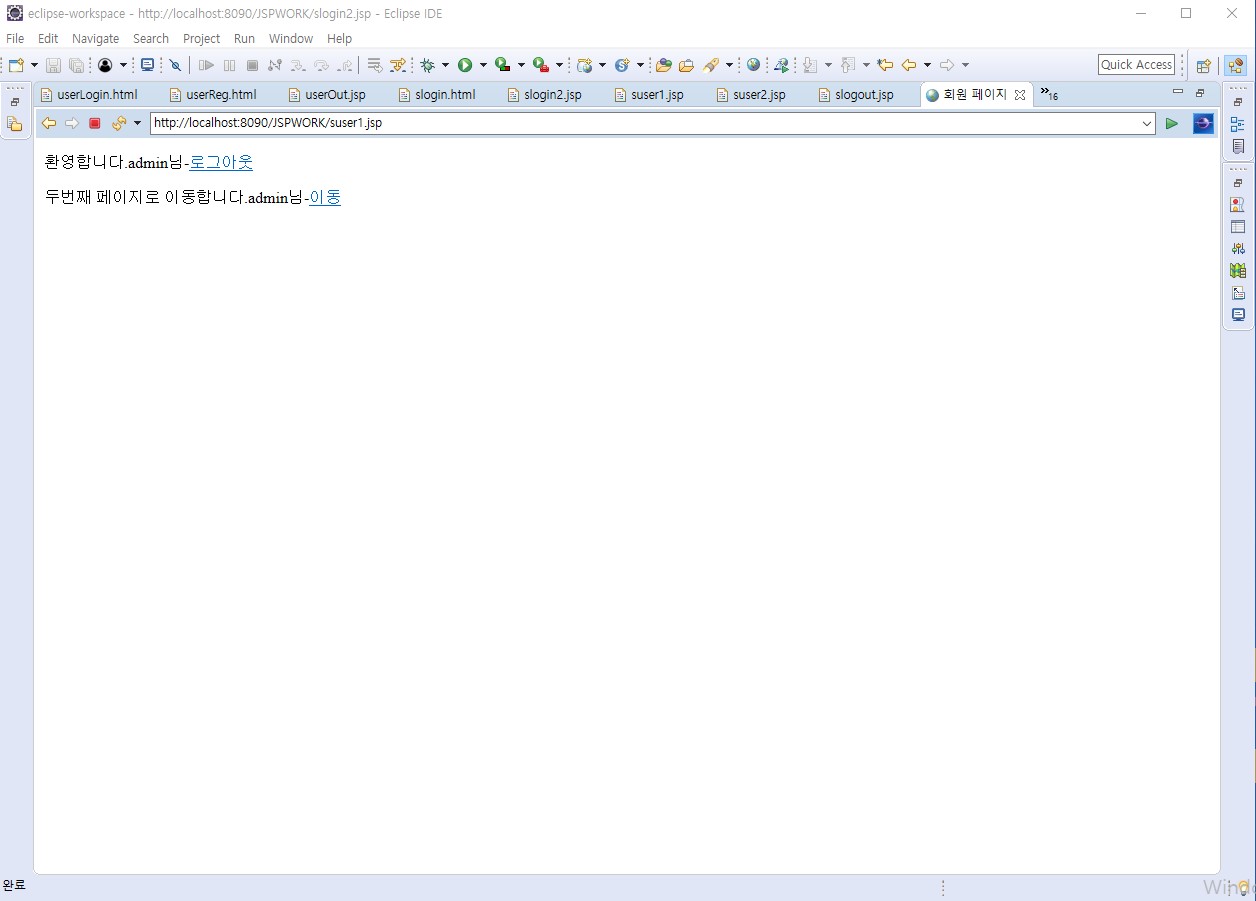 eclipse-workspace - http://localhost:8090/JSPWORK/slogin2.jsp - Eclipse IDE
File Edit Navigate Search Project Run Window Help
Quick Access
userLogin.html userReg.html userOut.jsp slogin.html slogin2.jsp suser1.jsp suser2.jsp slogout.jsp 회원 페이지 »16
http://localhost:8090/JSPWORK/suser1.jsp
환영합니다.admin님-로그아웃
두번째 페이지로 이동합니다.admin님-이동
완료